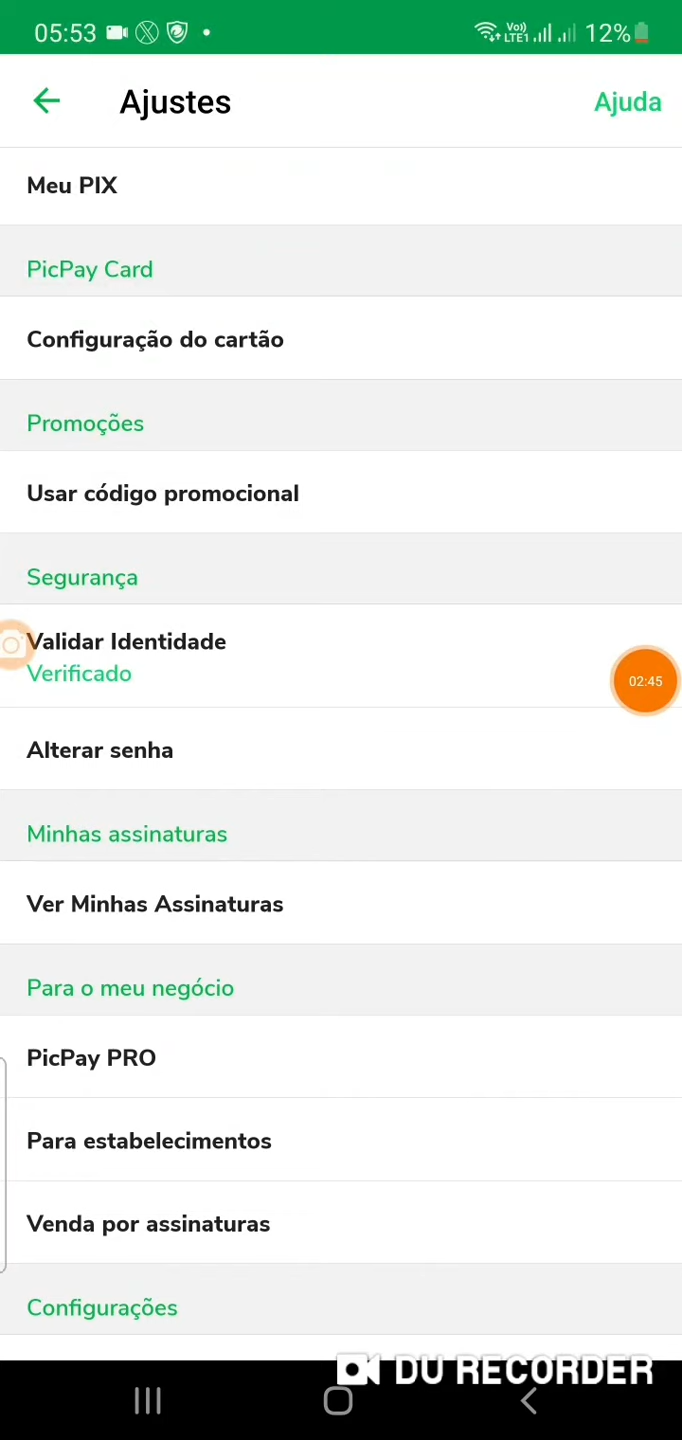 05:53 Vo)) LTE1 12%
Ajustes Ajuda
Meu PIX
PicPay Card
Configuração do cartão
Promoções
Usar código promocional
Segurança
Validar Identidade
Verificado
02:45
Alterar senha
Minhas assinaturas
Ver Minhas Assinaturas
Para o meu negócio
PicPay PRO
Para estabelecimentos
Venda por assinaturas
Configurações
DU RECORDER